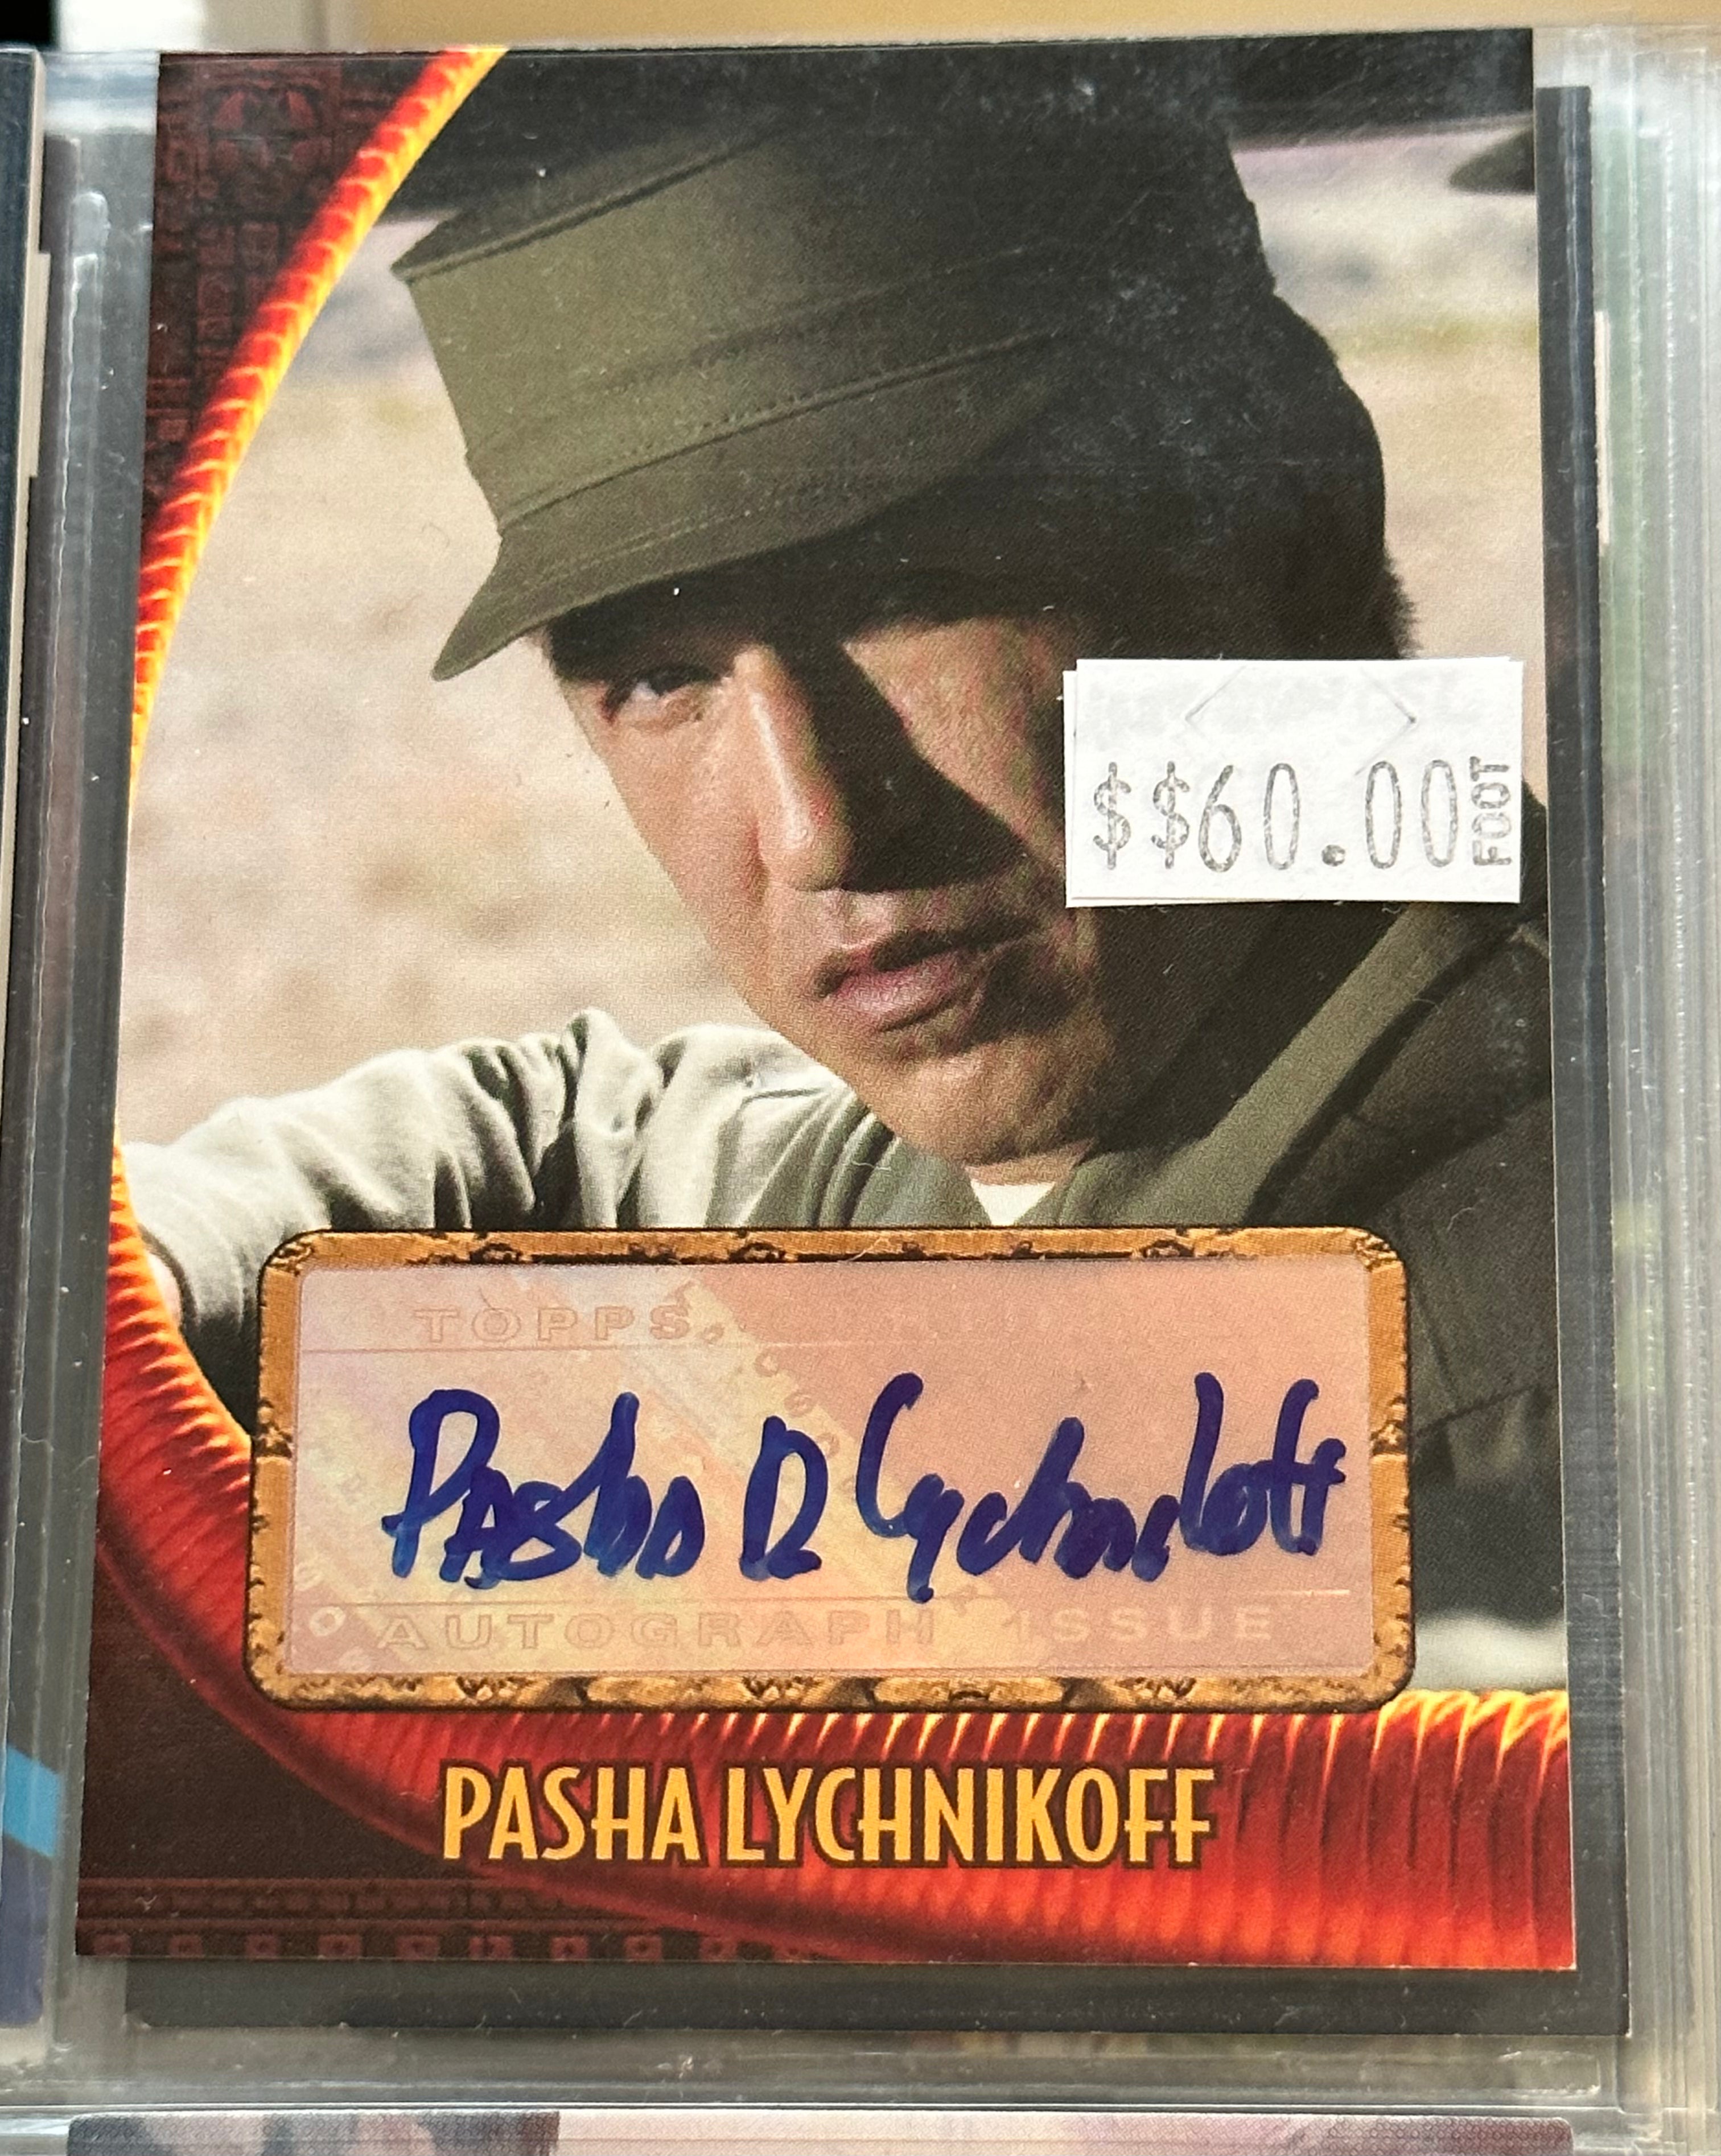 $$60.00
FOOT
TOPPS
Pasha D Lychnikoff
AUTOGRAPH ISSUE
PASHA LYCHNIKOFF